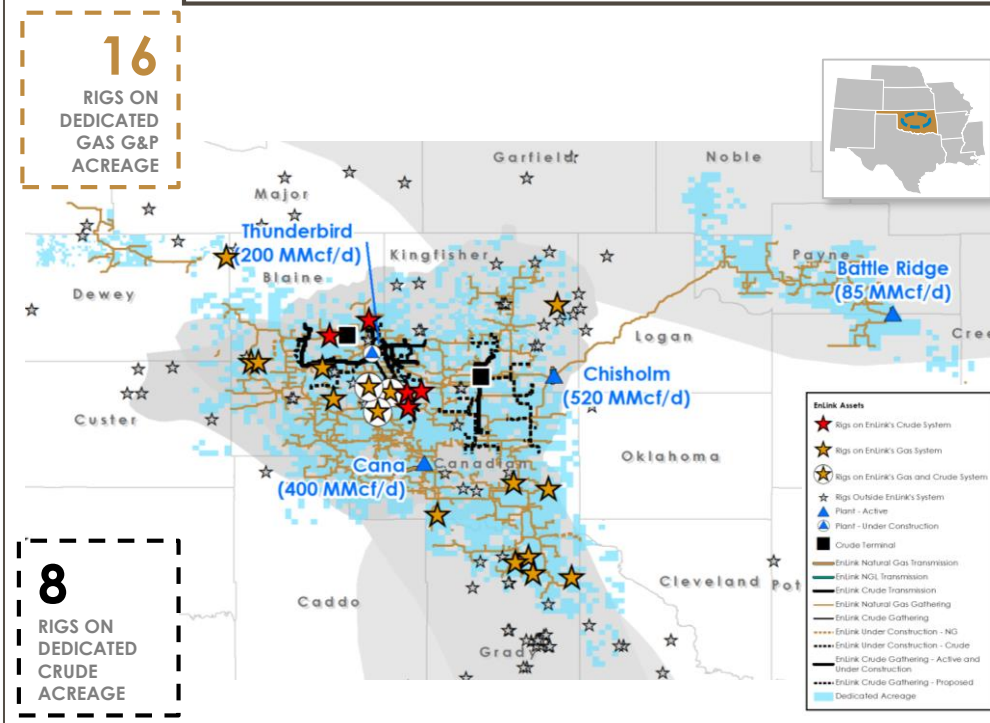 16
RIGS ON
DEDICATED
GAS G&P
ACREAGE
Garfield
Noble
Major
Thunderbird
(200 MMcf/d)
Kingfisher
Payne
Blaine
Battle Ridge
(85 MMcf/d)
Dewey
Logan
Cree
Chisholm
(520 MMcf/d)
Custer
Oklahoma
Cana
(400 MMcf/d)
Canadian
Cleveland
Pot
Caddo
Grady
8
RIGS ON
DEDICATED
CRUDE
ACREAGE
EnLink Assets
Rigs on EnLink's Crude System
Rigs on EnLink's Gas System
Rigs on EnLink's Gas and Crude System
Rigs Outside EnLink's System
Plant - Active
Plant - Under Construction
Crude Terminal
EnLink Natural Gas Transmission
EnLink NGL Transmission
EnLink Crude Transmission
EnLink Natural Gas Gathering
EnLink Crude Gathering
EnLink Under Construction - NG
EnLink Under Construction - Crude
EnLink Crude Gathering - Active and
Under Construction
EnLink Crude Gathering - Proposed
Dedicated Acreage